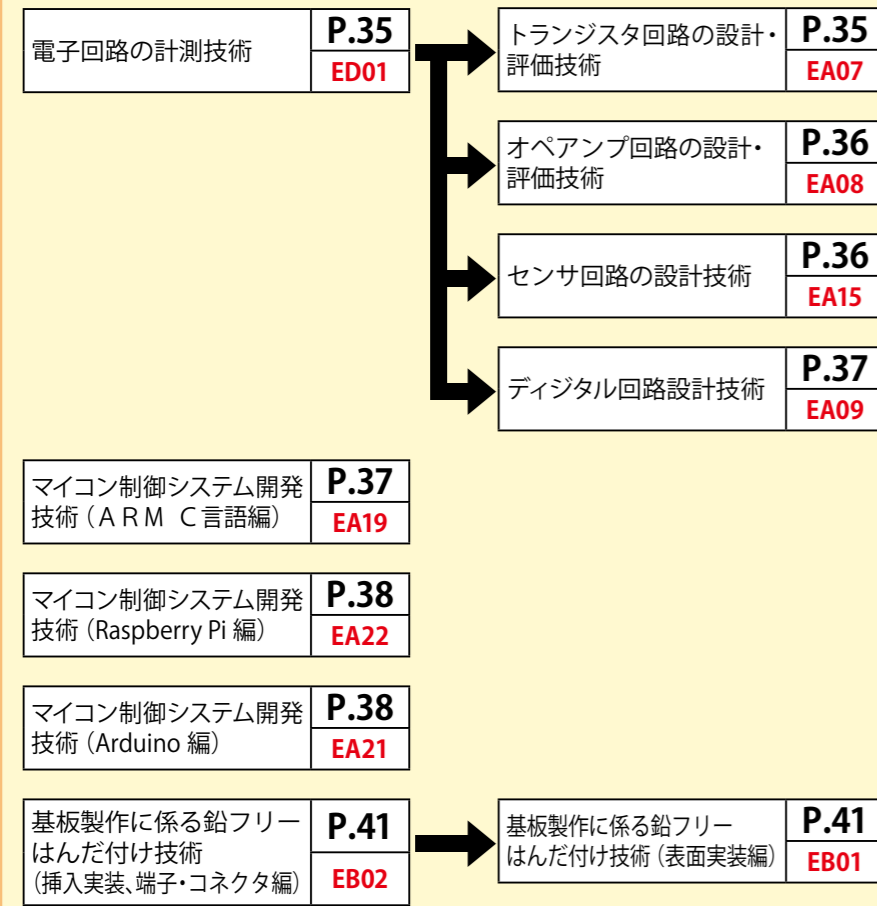 電子回路の計測技術
P.35
ED01
トランジスタ回路の設計・
評価技術
P.35
EA07
オペアンプ回路の設計・
評価技術
P.36
EA08
センサ回路の設計技術
P.36
EA15
ディジタル回路設計技術
P.37
EA09
マイコン制御システム開発
技術（ＡＲＭ　Ｃ言語編）
P.37
EA19
マイコン制御システム開発
技術（Raspberry Pi 編）
P.38
EA22
マイコン制御システム開発
技術（Arduino 編）
P.38
EA21
基板製作に係る鉛フリー
はんだ付け技術
（挿入実装、端子・コネクタ編）
P.41
EB02
基板製作に係る鉛フリー
はんだ付け技術（表面実装編）
P.41
EB01